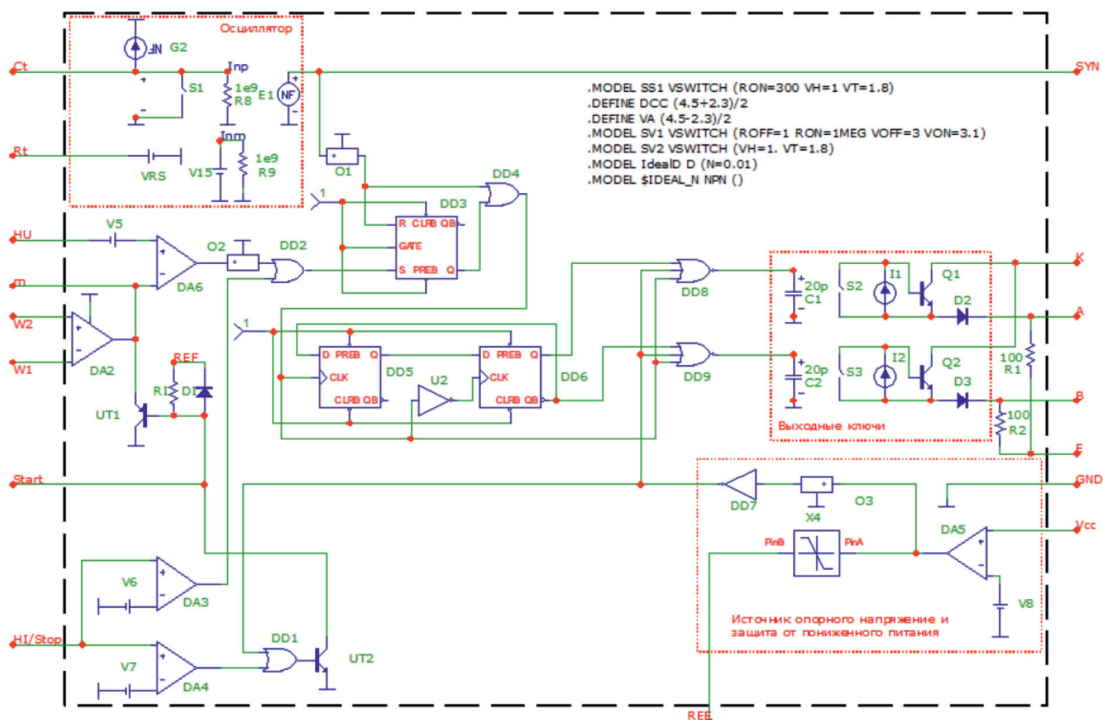 Осциллятор
G2
NF
Ct
Inp
S1
1e9
R8
E1
NF
SYN
.MODEL SS1 VSWITCH (RON=300 VH=1 VT=1.8)
.DEFINE DCC (4.5+2.3)/2
.DEFINE VA (4.5-2.3)/2
.MODEL SV1 VSWITCH (ROFF=1 RON=1MEG VOFF=3 VON=3.1)
.MODEL SV2 VSWITCH (VH=1. VT=1.8)
.MODEL IdealD D (N=0.01)
.MODEL $IDEAL_N NPN ()
Inm
Rt
VRS
V15
1e9
R9
O1
1
DD3
DD4
R CLRB QB
GATE
S PREB Q
HU
V5
O2
DD2
DA6
m
W2
W1
DA2
REF
R1
D1
UT1
1
D PREB Q
CLK
CLRB QB
DD5
U2
D PREB Q
CLK
CLRB QB
DD6
DD8
DD9
20p
C1
20p
C2
S2
I1
Q1
D2
S3
I2
Q2
D3
Выходные ключи
100
R1
100
R2
K
A
B
F
GND
Vcc
Start
DD7
O3
X4
PinB
PinA
DA5
V8
Источник опорного напряжение и
защита от пониженного питания
V6
DA3
HI/Stop
V7
DA4
DD1
UT2
REF